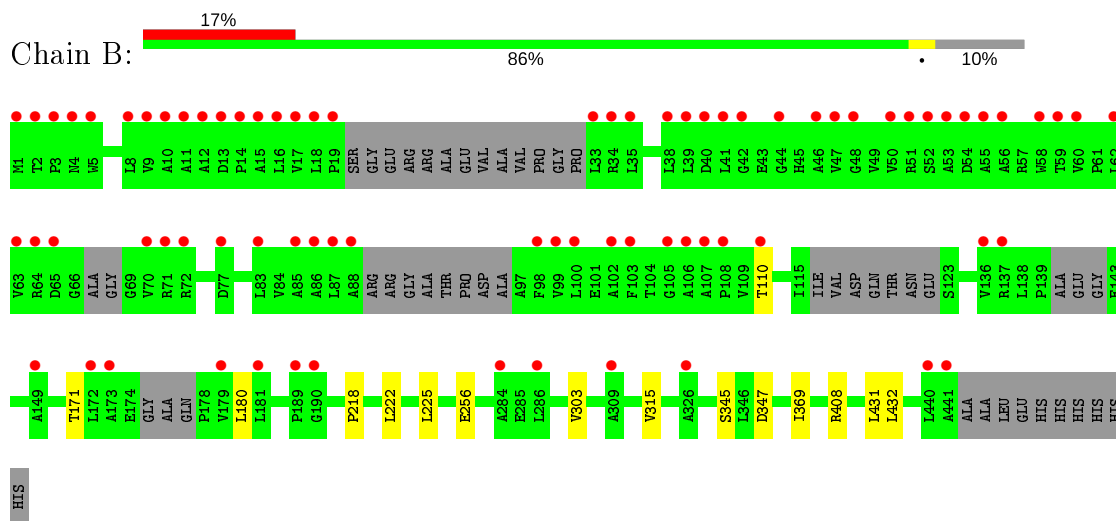 17%
Chain B:
86% • 10%
M1 T2 P3 N4 W5 L8 V9 A10 A11 A12 D13 P14 A15 L16 V17 L18 P19 SER GLY GLU ARG ARG ALA GLU VAL ALA VAL PRO GLY PRO L33 R34 L35 L38 L39 D40 L41 G42 E43 G44 H45 A46 V47 G48 V49 V50 R51 S52 A53 D54 A55 A56 R57 W58 T59 V60 P61 L62
V63 R64 D65 G66 ALA GLY G69 V70 R71 R72 D77 L83 V84 A85 A86 L87 A88 ARG ARG GLY ALA THR PRO ASP ALA A97 F98 V99 L100 E101 A102 F103 T104 G105 A106 A107 P108 V109 T110 I115 ILE VAL ASP GLN THR ASN GLU S123 V136 R137 L138 P139 ALA GLU GLY E143
A149 T171 L172 A173 E174 GLY ALA GLN P178 V179 L180 L181 P189 G190 P218 L222 L225 E256 A284 E285 L286 V303 A309 V315 A326 S345 L346 D347 I369 R408 L431 L432 L440 A441 ALA ALA LEU GLU HIS HIS HIS HIS HIS
HIS